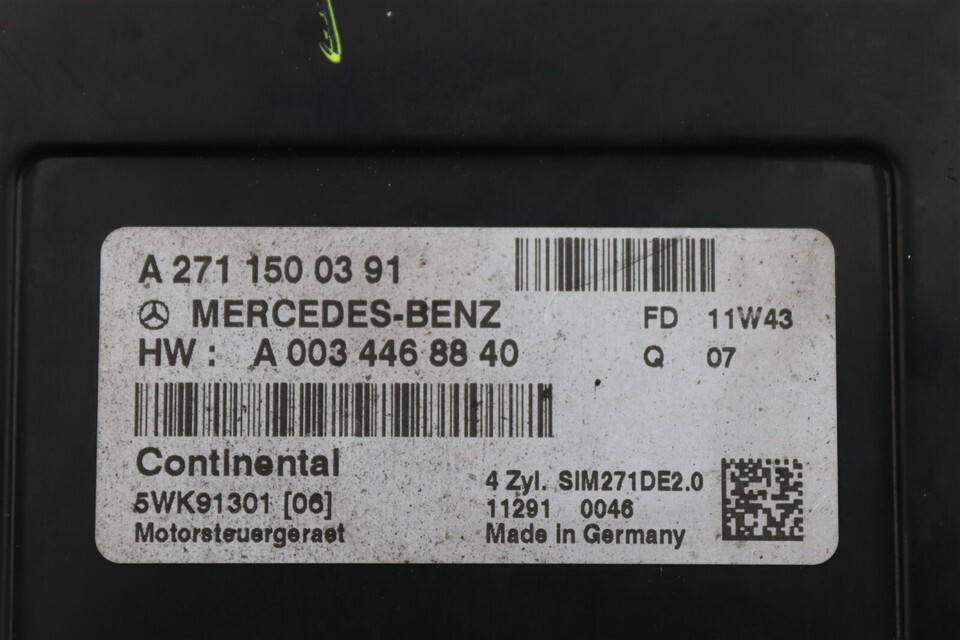 A 271 150 03 91
MERCEDES-BENZ
FD 11W43
HW : A 003 446 88 40
Q 07
Continental
5WK91301 [06]
Motorsteuergeraet
4 Zyl. SIM271DE2.0
11291 0046
Made in Germany